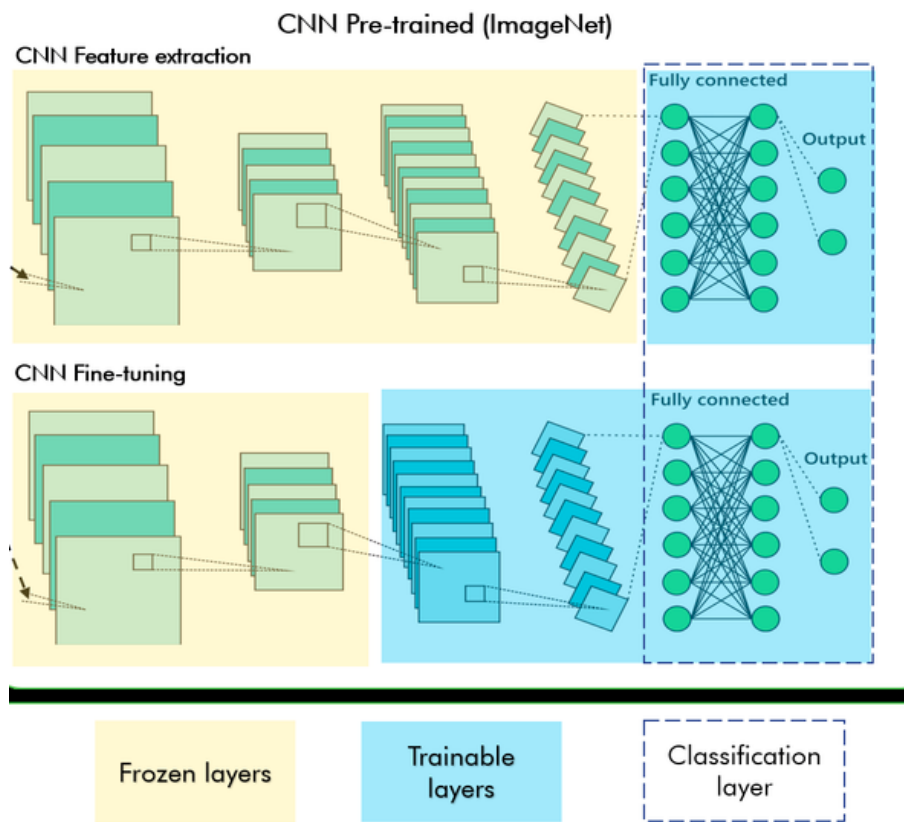 CNN Pre-trained (ImageNet)
CNN Feature extraction
Fully connected
Output
CNN Fine-tuning
Fully connected
Output
Frozen layers
Trainable
layers
Classification
layer